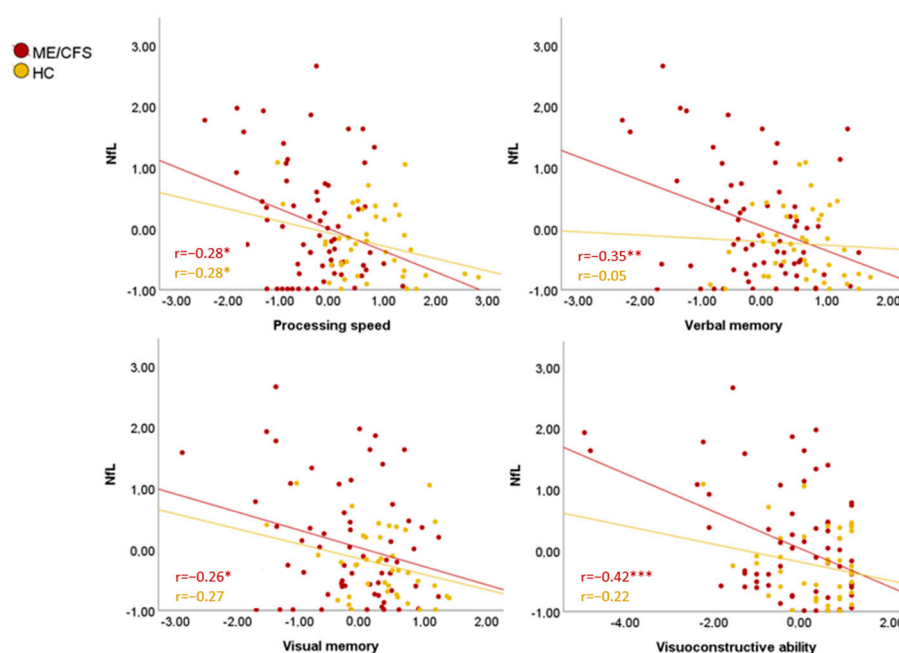 ME/CFS
HC
3.00
2.00
1.00
0.00
-1.00
NfL
r=−0.28*
r=−0.28*
-3.00 -2.00 -1.00 .00 1.00 2.00 3.00
Processing speed
3.00
2.00
1.00
0.00
-1.00
NfL
r=−0.35**
r=−0.05
-3.00 -2.00 -1.00 0.00 1.00 2.00
Verbal memory
3.00
2.00
1.00
0.00
-1.00
NfL
r=−0.26*
r=−0.27
-3.00 -2.00 -1.00 .00 1.00 2.00
Visual memory
3.00
2.00
1.00
0.00
-1.00
NfL
r=−0.42***
r=−0.22
-4.00 -2.00 0.00 2.00
Visuoconstructive ability